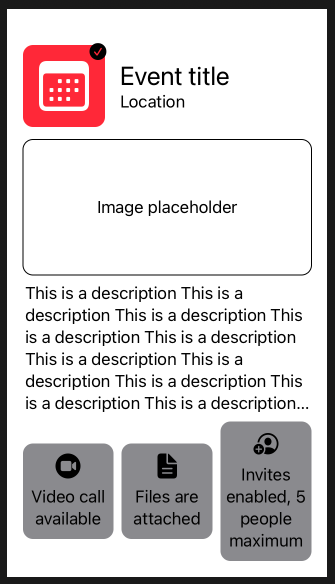 Event title
Location
Image placeholder
This is a description This is a
description This is a description This
is a description This is a description
This is a description This is a
description This is a description This
is a description This is a description...
Video call
available
Files are
attached
Invites
enabled, 5
people
maximum